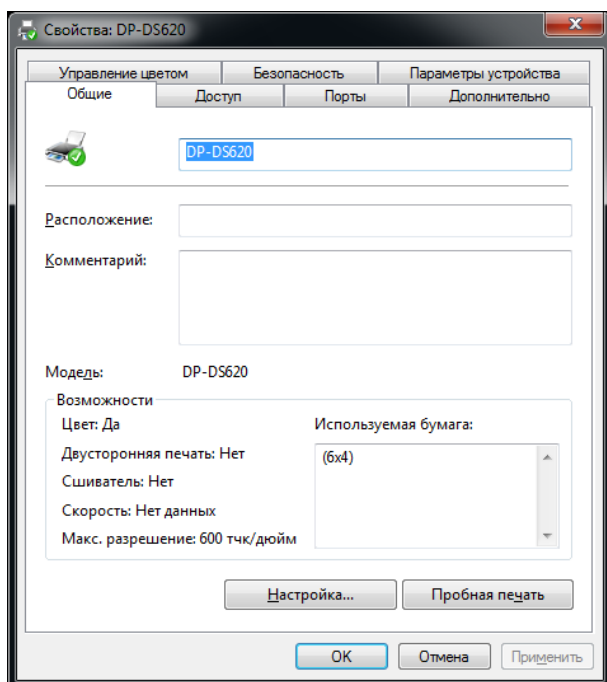 Свойства: DP-DS620
Управление цветом Безопасность Параметры устройства
Общие Доступ Порты Дополнительно
DP-DS620
Расположение:
Комментарий:
Модель: DP-DS620
Возможности
Цвет: Да Используемая бумага:
Двусторонняя печать: Нет (6x4)
Сшиватель: Нет
Скорость: Нет данных
Макс. разрешение: 600 тчк/дюйм
Настройка... Пробная печать
OK Отмена Применить